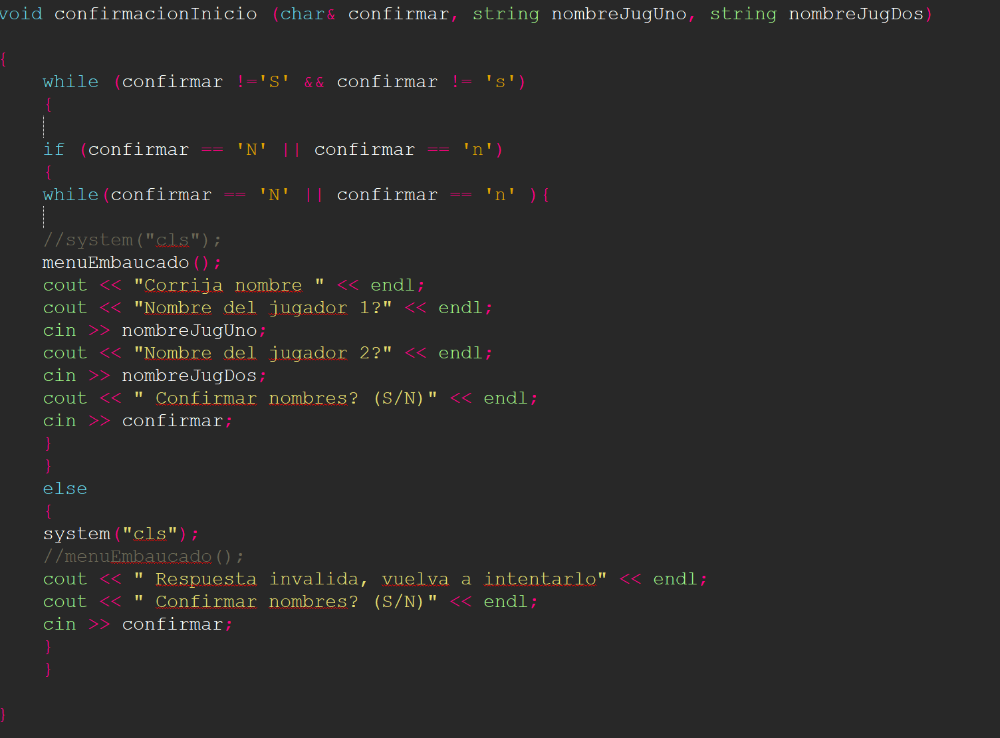 void confirmacionInicio (char& confirmar, string nombreJugUno, string nombreJugDos)
{
while (confirmar !='S' && confirmar != 's')
{
if (confirmar == 'N' || confirmar == 'n')
{
while(confirmar == 'N' || confirmar == 'n' ){
//system("cls");
menuEmbaucado();
cout << "Corrija nombre " << endl;
cout << "Nombre del jugador 1?" << endl;
cin >> nombreJugUno;
cout << "Nombre del jugador 2?" << endl;
cin >> nombreJugDos;
cout << " Confirmar nombres? (S/N)" << endl;
cin >> confirmar;
}
}
else
{
system("cls");
//menuEmbaucado();
cout << " Respuesta invalida, vuelva a intentarlo" << endl;
cout << " Confirmar nombres? (S/N)" << endl;
cin >> confirmar;
}
}
}